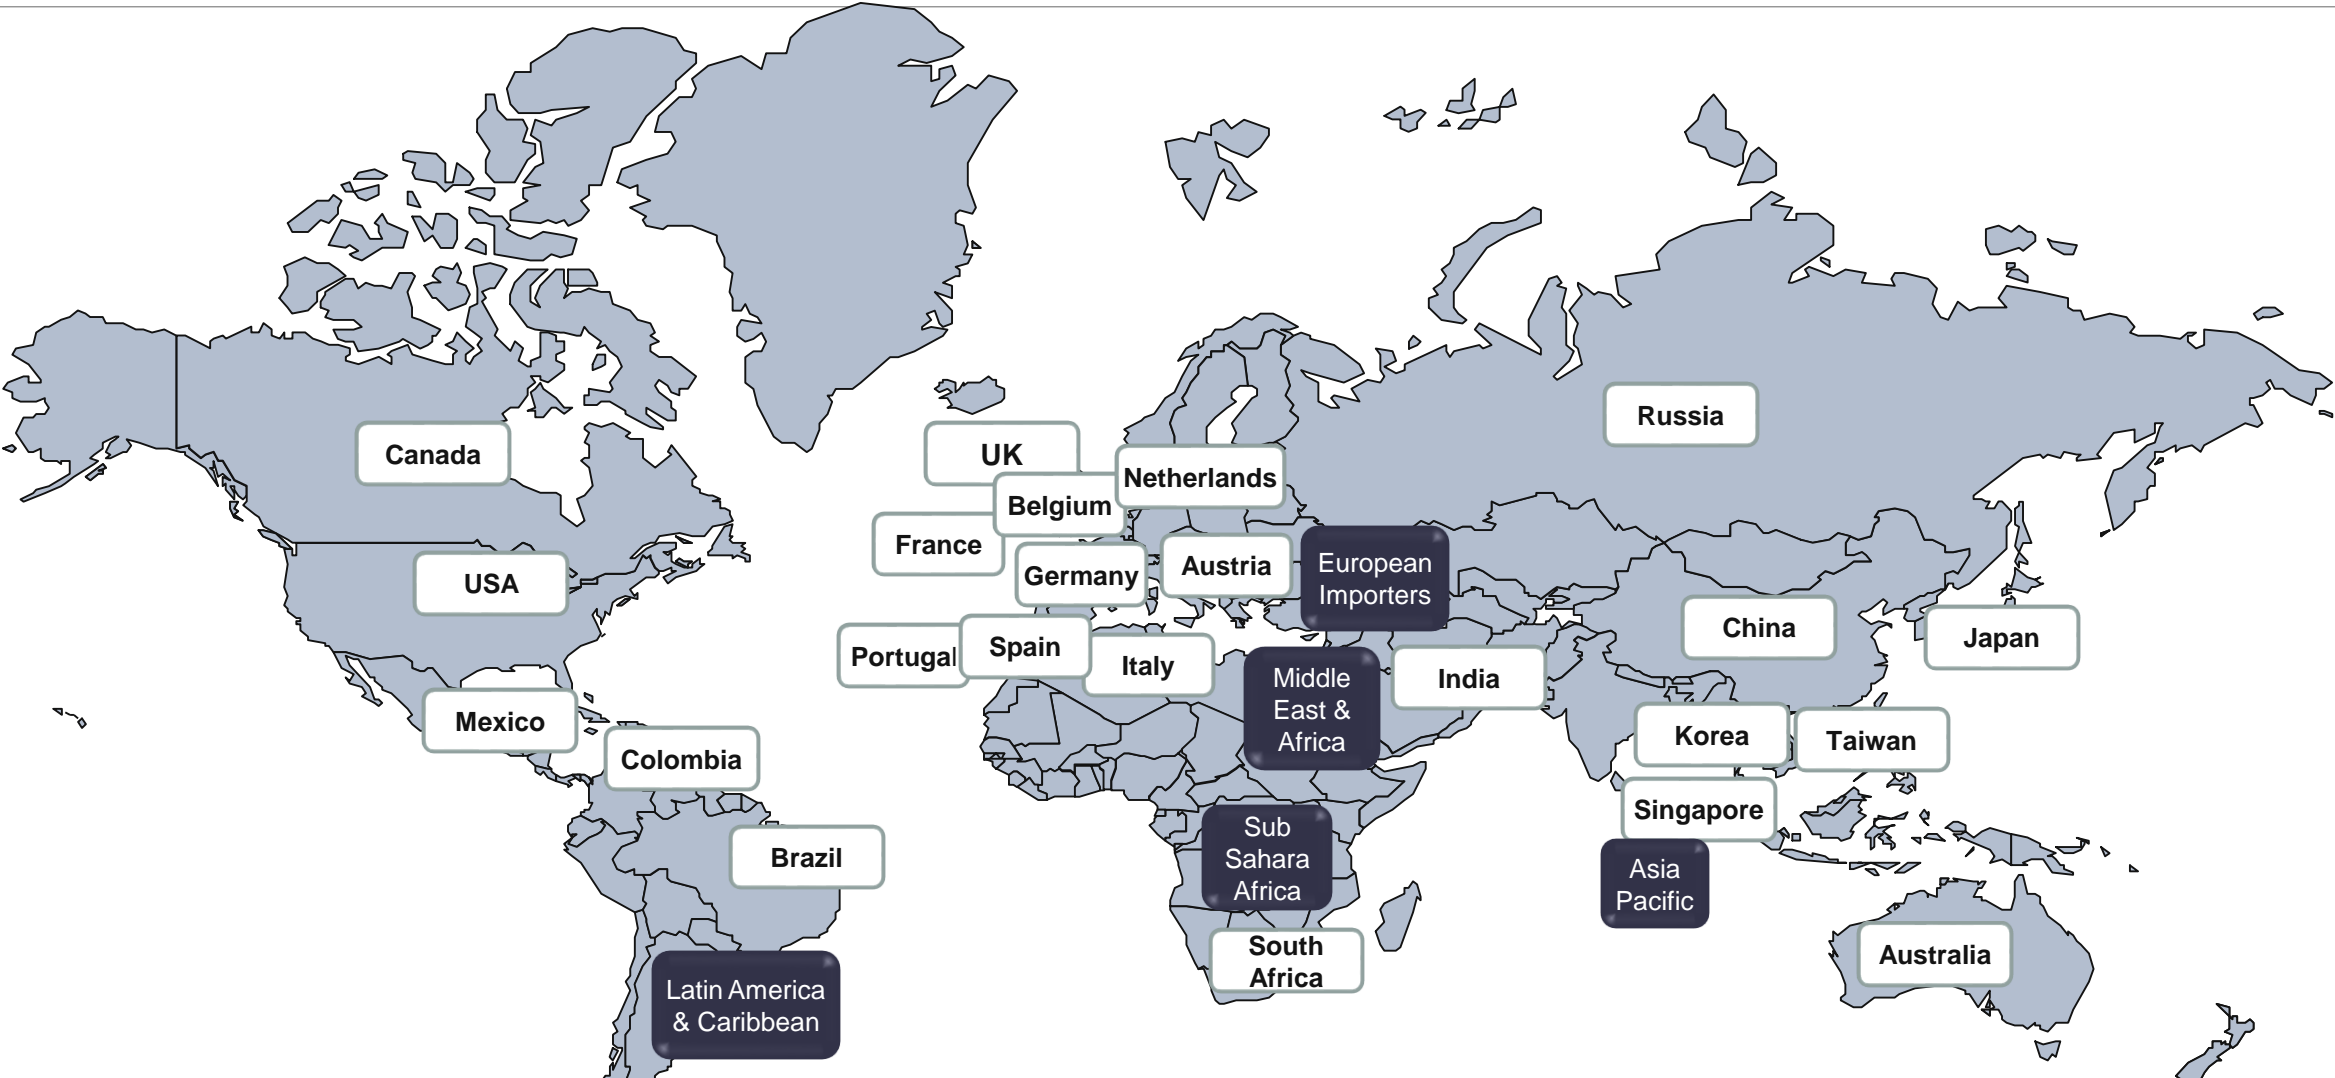 Russia
Canada
UK
Netherlands
Belgium
France
European
Importers
Germany
Austria
USA
China
Japan
Portugal
Spain
Italy
Middle
East &
Africa
India
Mexico
Colombia
Korea
Taiwan
Singapore
Brazil
Sub
Sahara
Africa
Asia
Pacific
South
Africa
Australia
Latin America
& Caribbean